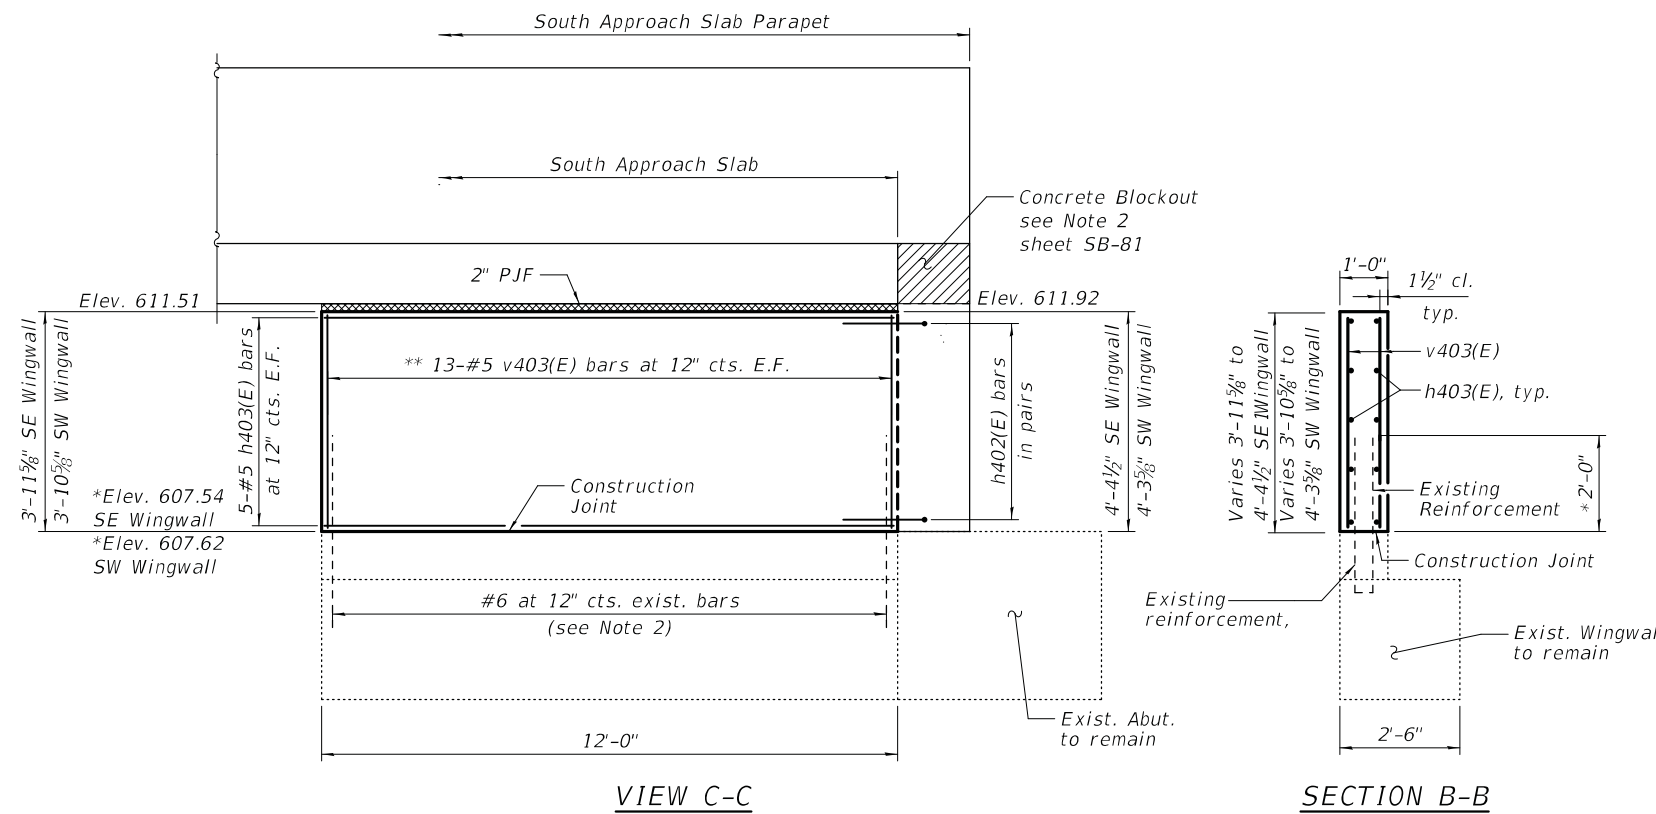 South Approach Slab Parapet
South Approach Slab
Concrete Blockout
see Note 2
sheet SB-81
2" PJF
Elev. 611.51
Elev. 611.92
3'-11⅝" SE Wingwall
3'-10⅝" SW Wingwall
5-#5 h403(E) bars
at 12" cts. E.F.
** 13-#5 v403(E) bars at 12" cts. E.F.
h402(E) bars
in pairs
4'-4½" SE Wingwall
4'-3⅝" SW Wingwall
*Elev. 607.54
SE Wingwall
*Elev. 607.62
SW Wingwall
Construction
Joint
#6 at 12" cts. exist. bars
(see Note 2)
Exist. Abut.
to remain
12'-0"
VIEW C-C
1'-0"
1½" cl.
typ.
Varies 3'-11⅝" to
4'-4½" SE Wingwall
Varies 3'-10⅝" to
4'-3⅝" SW Wingwall
v403(E)
h403(E), typ.
Existing
Reinforcement
* 2'-0"
Construction Joint
Existing
reinforcement,
Exist. Wingwal
to remain
2'-6"
SECTION B-B